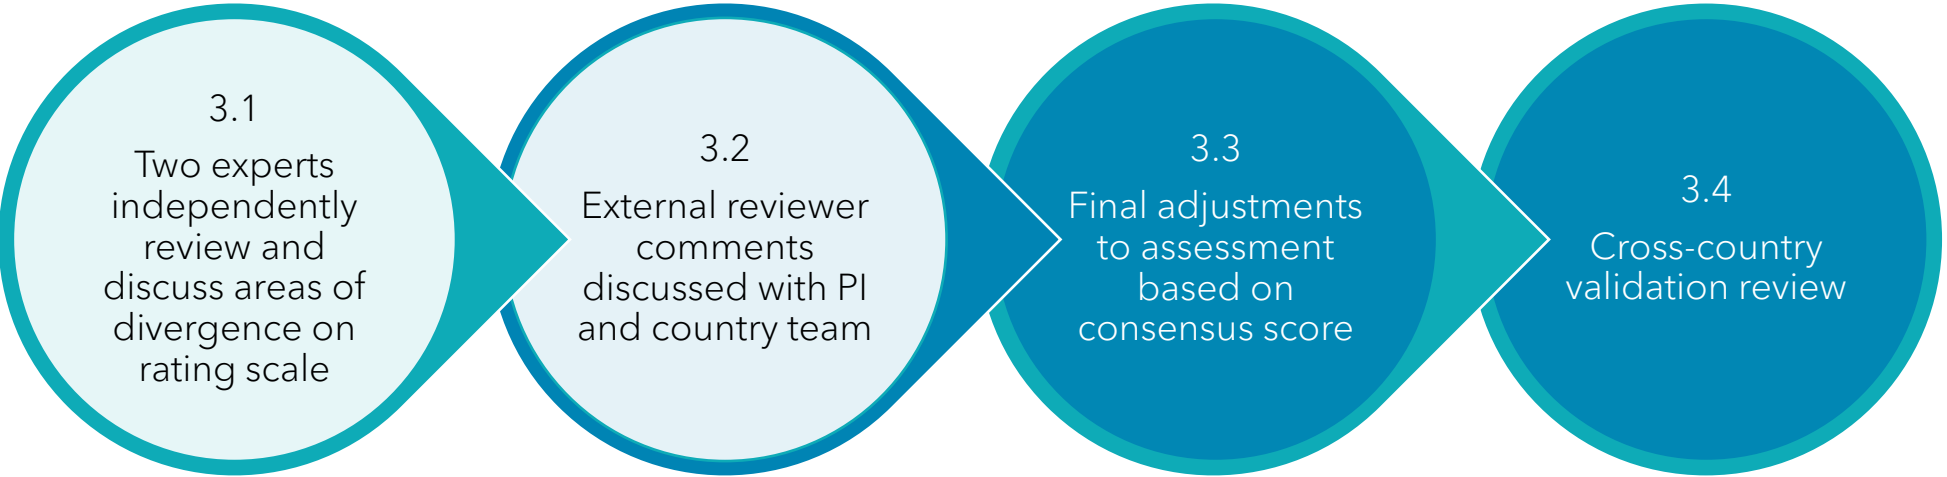 3.1
Two experts
independently
review and
discuss areas of
divergence on
rating scale
3.2
External reviewer
comments
discussed with PI
and country team
3.3
Final adjustments
to assessment
based on
consensus score
3.4
Cross-country
validation review